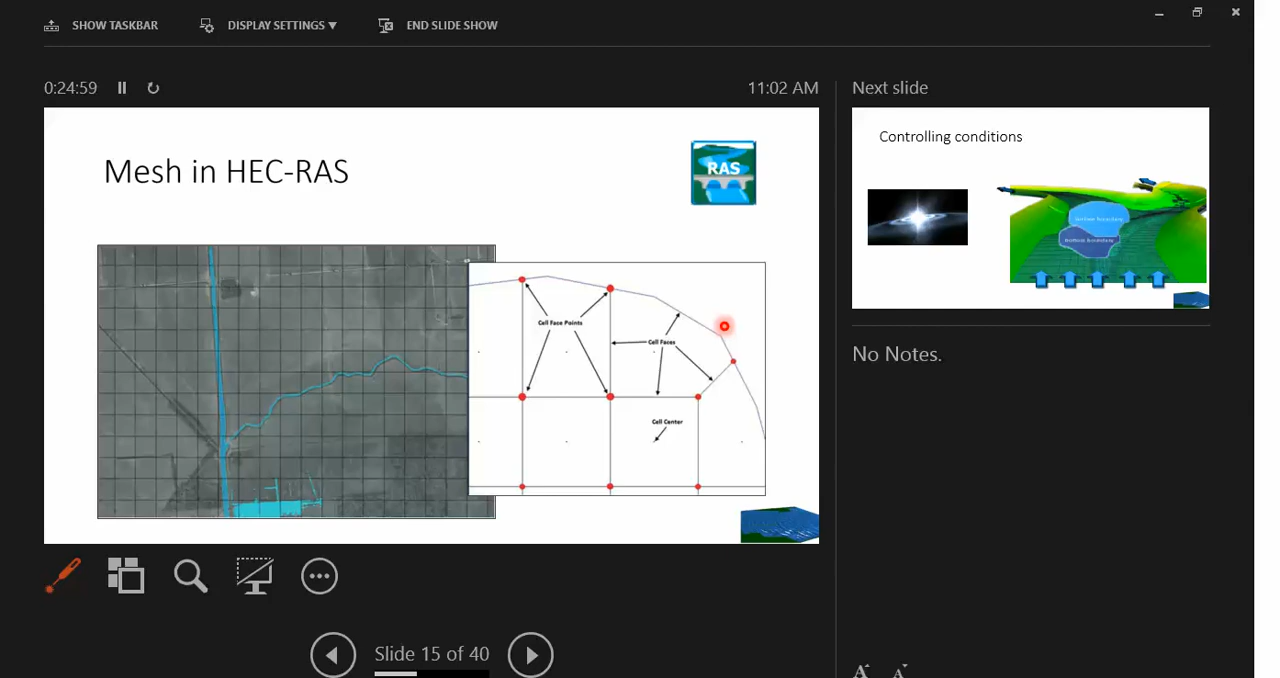 SHOW TASKBAR
DISPLAY SETTINGS ▼
END SLIDE SHOW
0:24:59
11:02 AM
Next slide
Mesh in HEC-RAS
RAS
Cell Face Points
Cell Faces
Cell Center
Controlling conditions
No Notes.
Slide 15 of 40
A
A